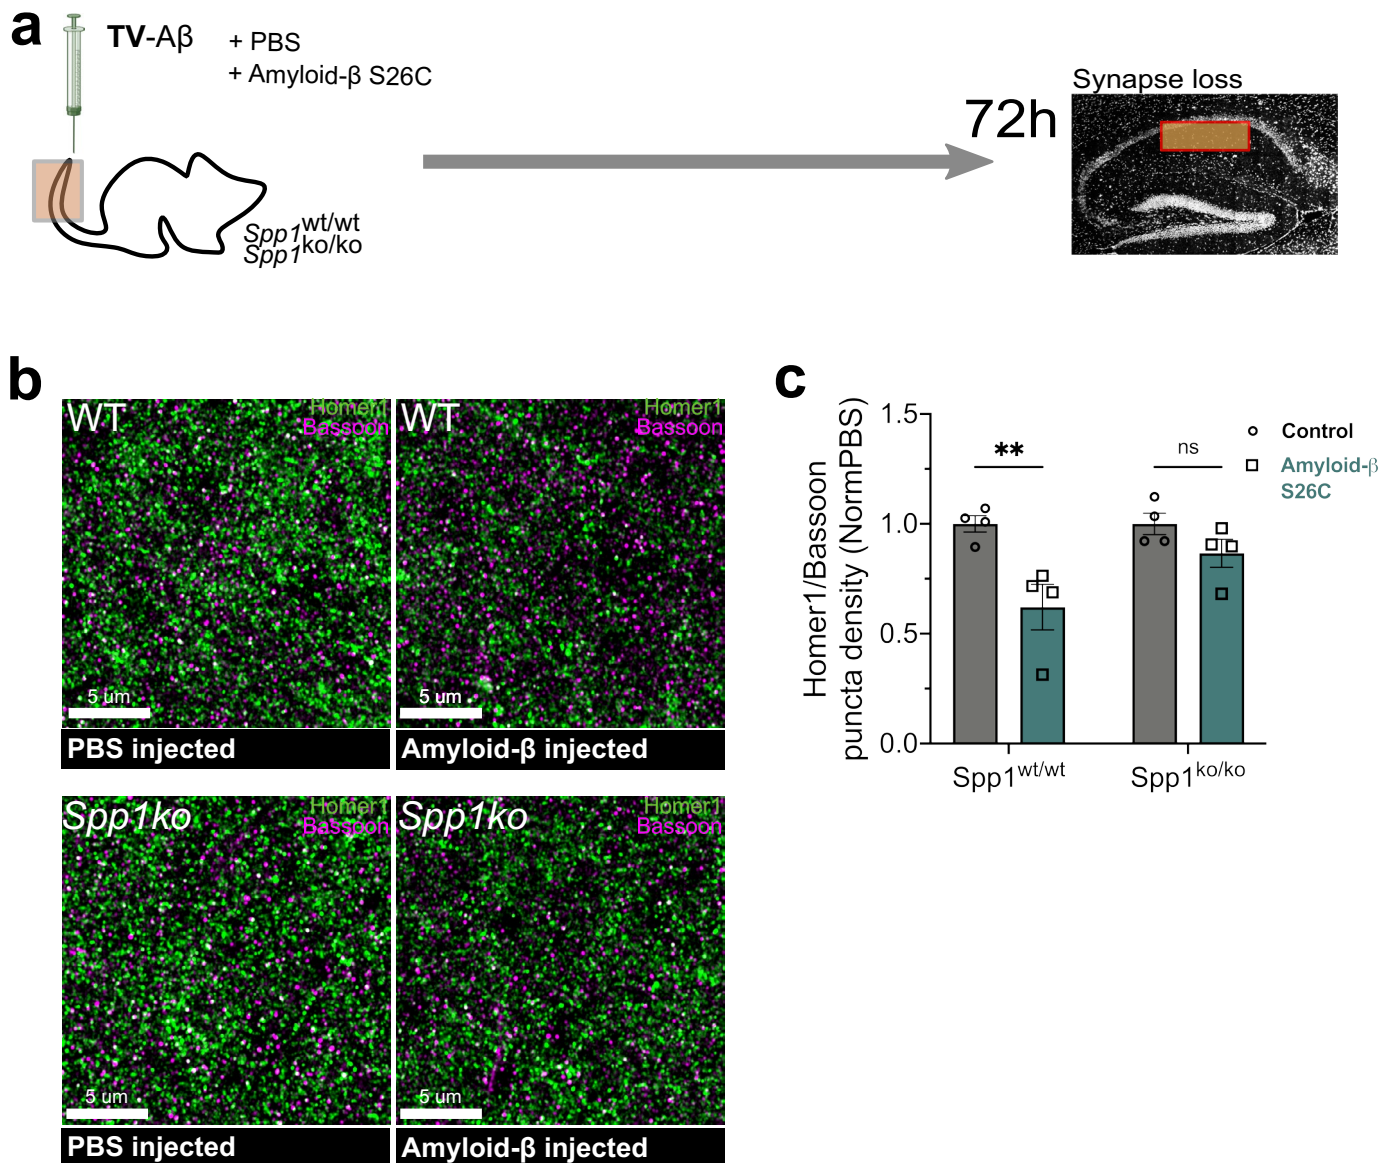 a
TV-Aβ
+ PBS
+ Amyloid-β S26C
Spp1wt/wt
Spp1ko/ko
72h
Synapse loss
b
WT
Homer1
Bassoon
5 um
PBS injected
WT
Homer1
Bassoon
5 um
Amyloid-β injected
Spp1ko
Homer1
Bassoon
5 um
PBS injected
Spp1ko
Homer1
Bassoon
5 um
Amyloid-β injected
c
Homer1/Bassoon
puncta density (NormPBS)
1.5
1.0
0.5
0.0
**
ns
Control
Amyloid-β
S26C
Spp1wt/wt
Spp1ko/ko